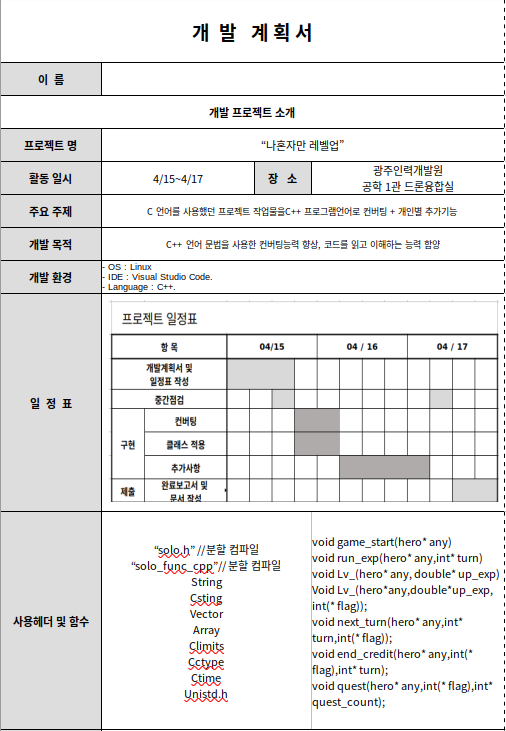 개 발 계획서
이 름
개발 프로젝트 소개
프로젝트 명
“나혼자만 레벨업”
활동 일시
4/15~4/17
장 소
광주인력개발원
공학 1관 드론융합실
주요 주제
C 언어를 사용했던 프로젝트 작업물을C++ 프로그램언어로 컨버팅 + 개인별 추가기능
개발 목적
C++ 언어 문법을 사용한 컨버팅능력 향상, 코드를 읽고 이해하는 능력 함양
개발 환경
- OS : Linux
- IDE : Visual Studio Code.
- Language : C++.
일 정 표
프로젝트 일정표
항 목
04/15
04 / 16
04 / 17
개발계획서 및
일정표 작성
중간점검
구현
컨버팅
클래스 적용
추가사항
제출
완료보고서 및
문서 작성
사용헤더 및 함수
“solo.h” //분할 컴파일
“solo_func_cpp”//분할 컴파일
String
Csting
Vector
Array
Climits
Cctype
Ctime
Unistd.h
void game_start(hero* any)
void run_exp(hero* any,int* turn)
void Lv_(hero* any, double* up_exp)
Void Lv_(hero*any,double*up_exp,
int(* flag));
void next_turn(hero* any,int*
turn,int(* flag));
void end_credit(hero* any,int(*
flag),int* turn);
void quest(hero* any,int(* flag),int*
quest_count);